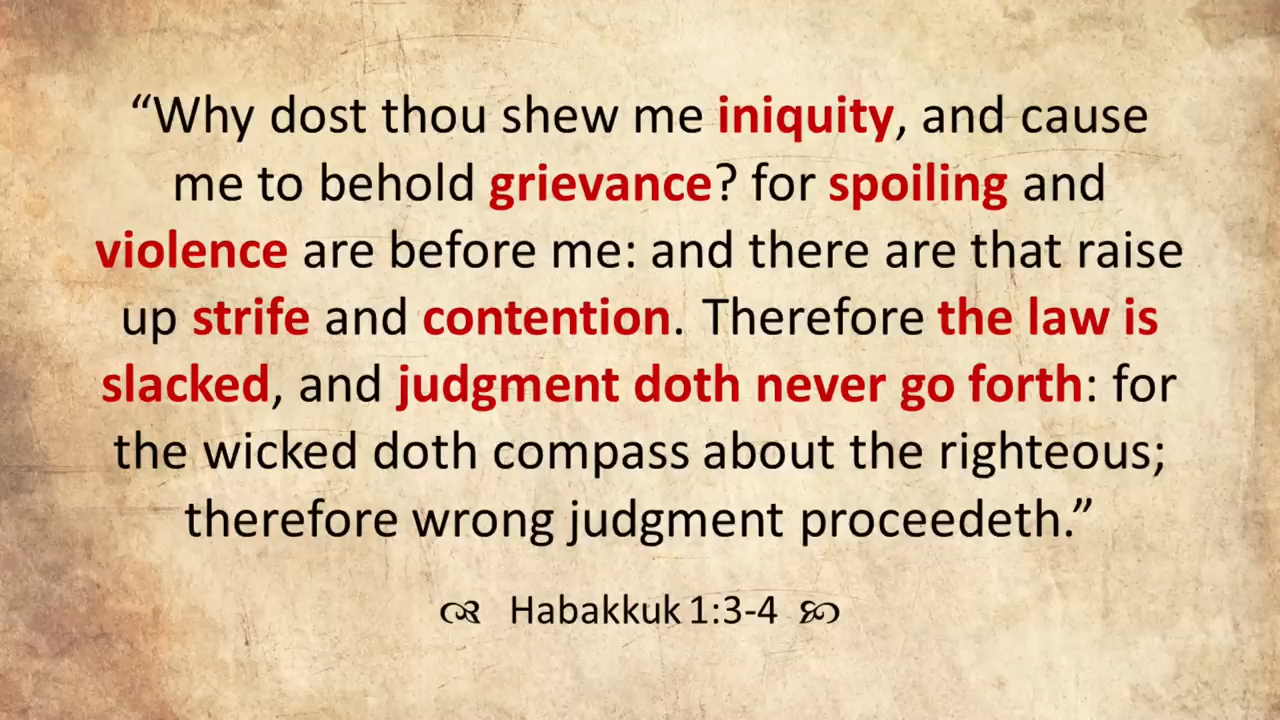 “Why dost thou shew me iniquity, and cause
me to behold grievance? for spoiling and
violence are before me: and there are that raise
up strife and contention. Therefore the law is
slacked, and judgment doth never go forth: for
the wicked doth compass about the righteous;
therefore wrong judgment proceedeth.”
Habakkuk 1:3-4